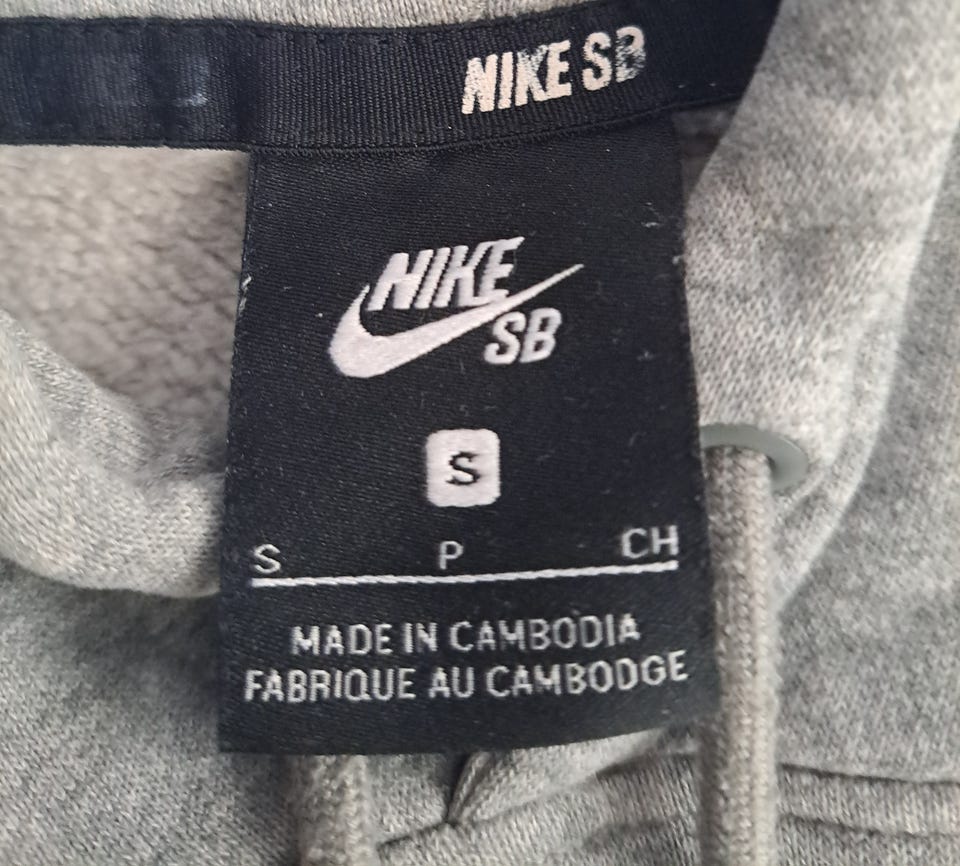 NIKE SB
NIKE
SB
S
S P CH
MADE IN CAMBODIA
FABRIQUE AU CAMBODGE